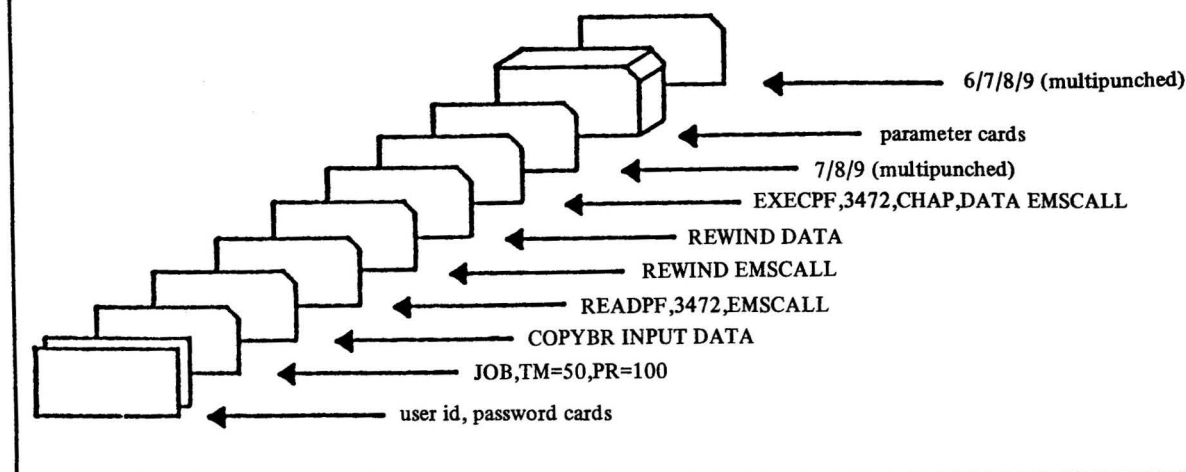 6/7/8/9 (multipunched)
parameter cards
7/8/9 (multipunched)
EXECPF,3472,CHAP,DATA EMSCALL
REWIND DATA
REWIND EMSCALL
READPF,3472,EMSCALL
COPYBR INPUT DATA
JOB,TM=50,PR=100
user id, password cards